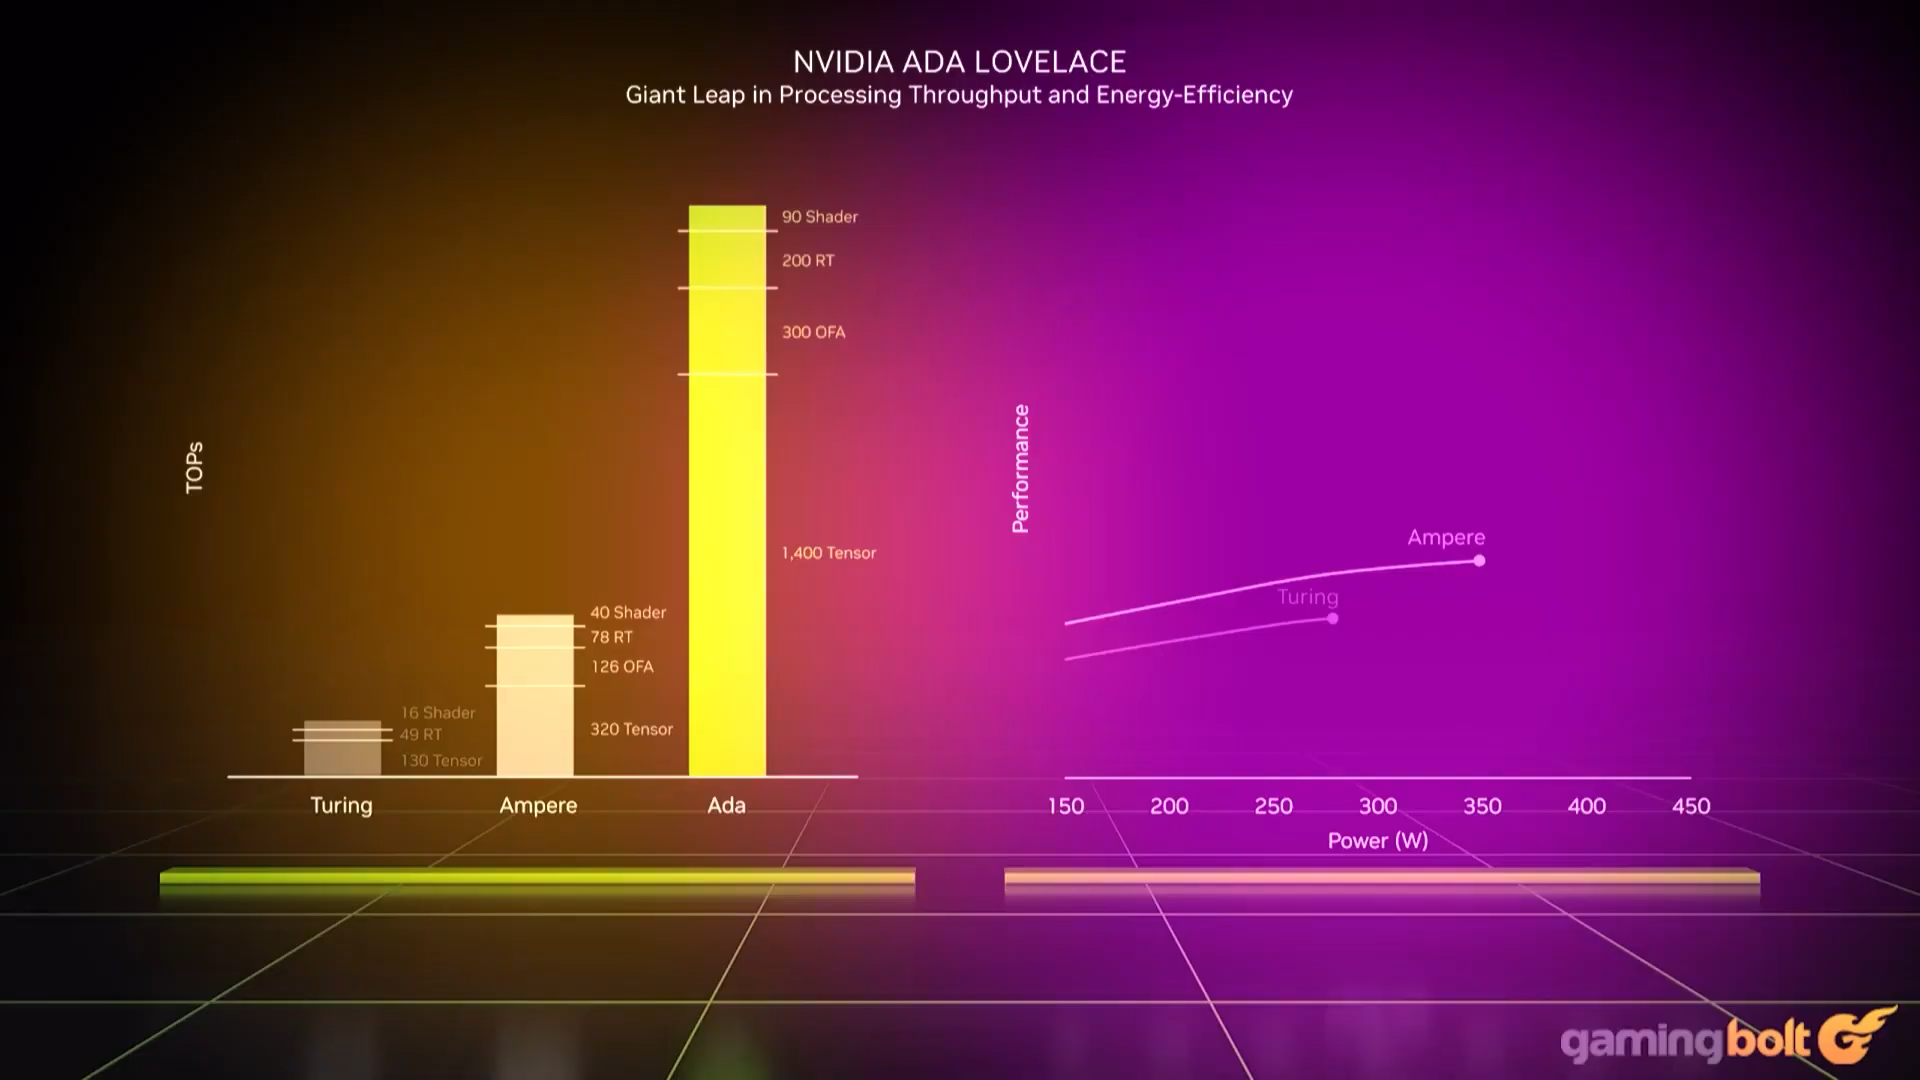 NVIDIA ADA LOVELACE
Giant Leap in Processing Throughput and Energy-Efficiency
TOPs
90 Shader
200 RT
300 OFA
1,400 Tensor
40 Shader
78 RT
126 OFA
320 Tensor
16 Shader
49 RT
130 Tensor
Turing Ampere Ada
Performance
Ampere
Turing
150 200 250 300 350 400 450
Power (W)
gamingbolt